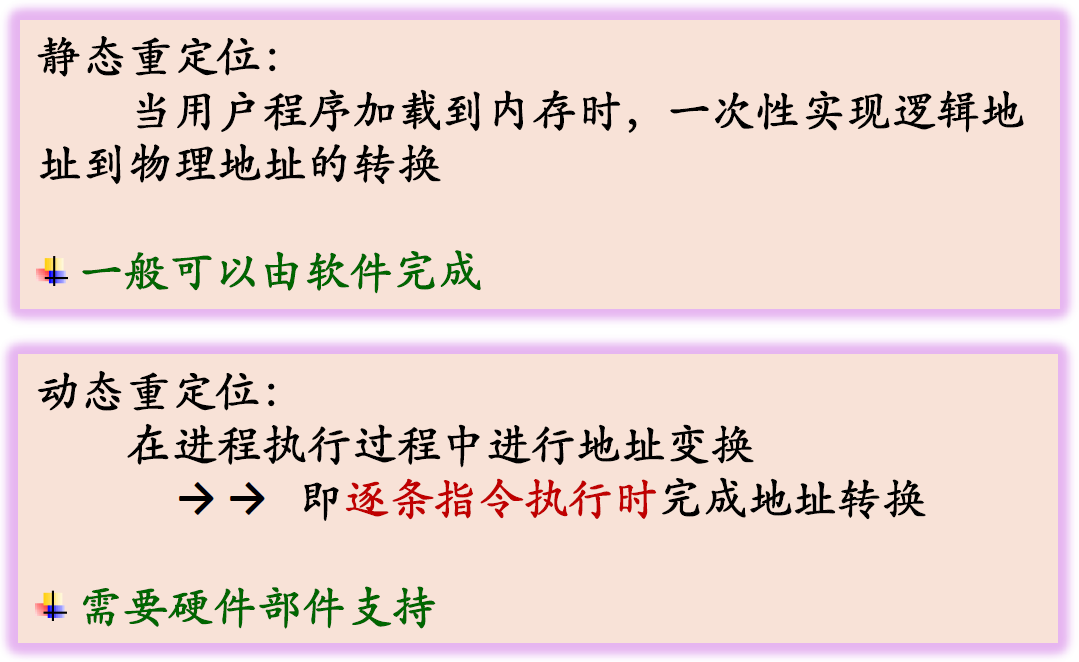 静态重定位：
当用户程序加载到内存时，一次性实现逻辑地
址到物理地址的转换
一般可以由软件完成
动态重定位：
在进程执行过程中进行地址变换
→→ 即逐条指令执行时完成地址转换
需要硬件部件支持